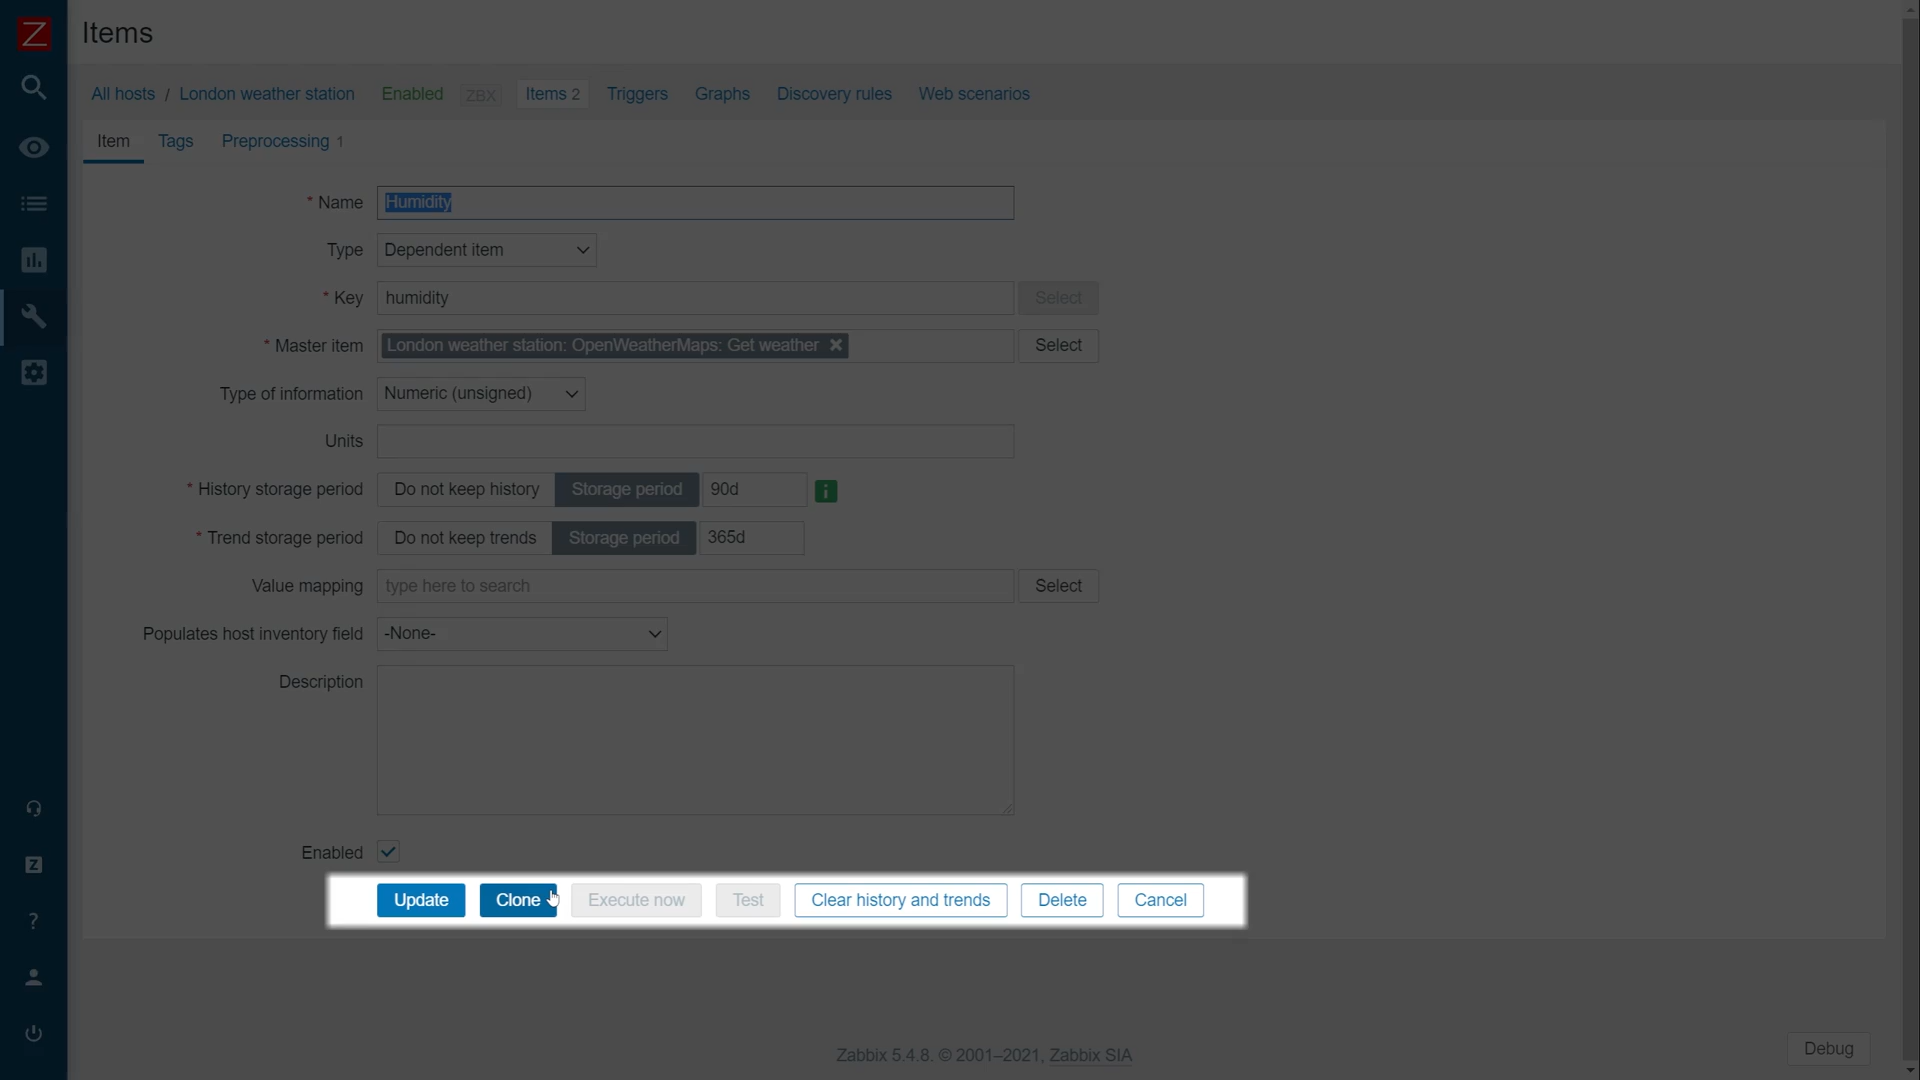 Z
Items
All hosts / London weather station Enabled ZBX Items 2 Triggers Graphs Discovery rules Web scenarios
Item Tags Preprocessing 1
* Name Humidity
Type Dependent item
* Key humidity Select
* Master item London weather station: OpenWeatherMaps: Get weather Select
Type of information Numeric (unsigned)
Units
* History storage period Do not keep history Storage period 90d i
* Trend storage period Do not keep trends Storage period 365d
Value mapping type here to search Select
Populates host inventory field -None-
Description
Enabled
Z
Update Clone Execute now Test Clear history and trends Delete Cancel
?
Zabbix 5.4.8. © 2001–2021, Zabbix SIA Debug